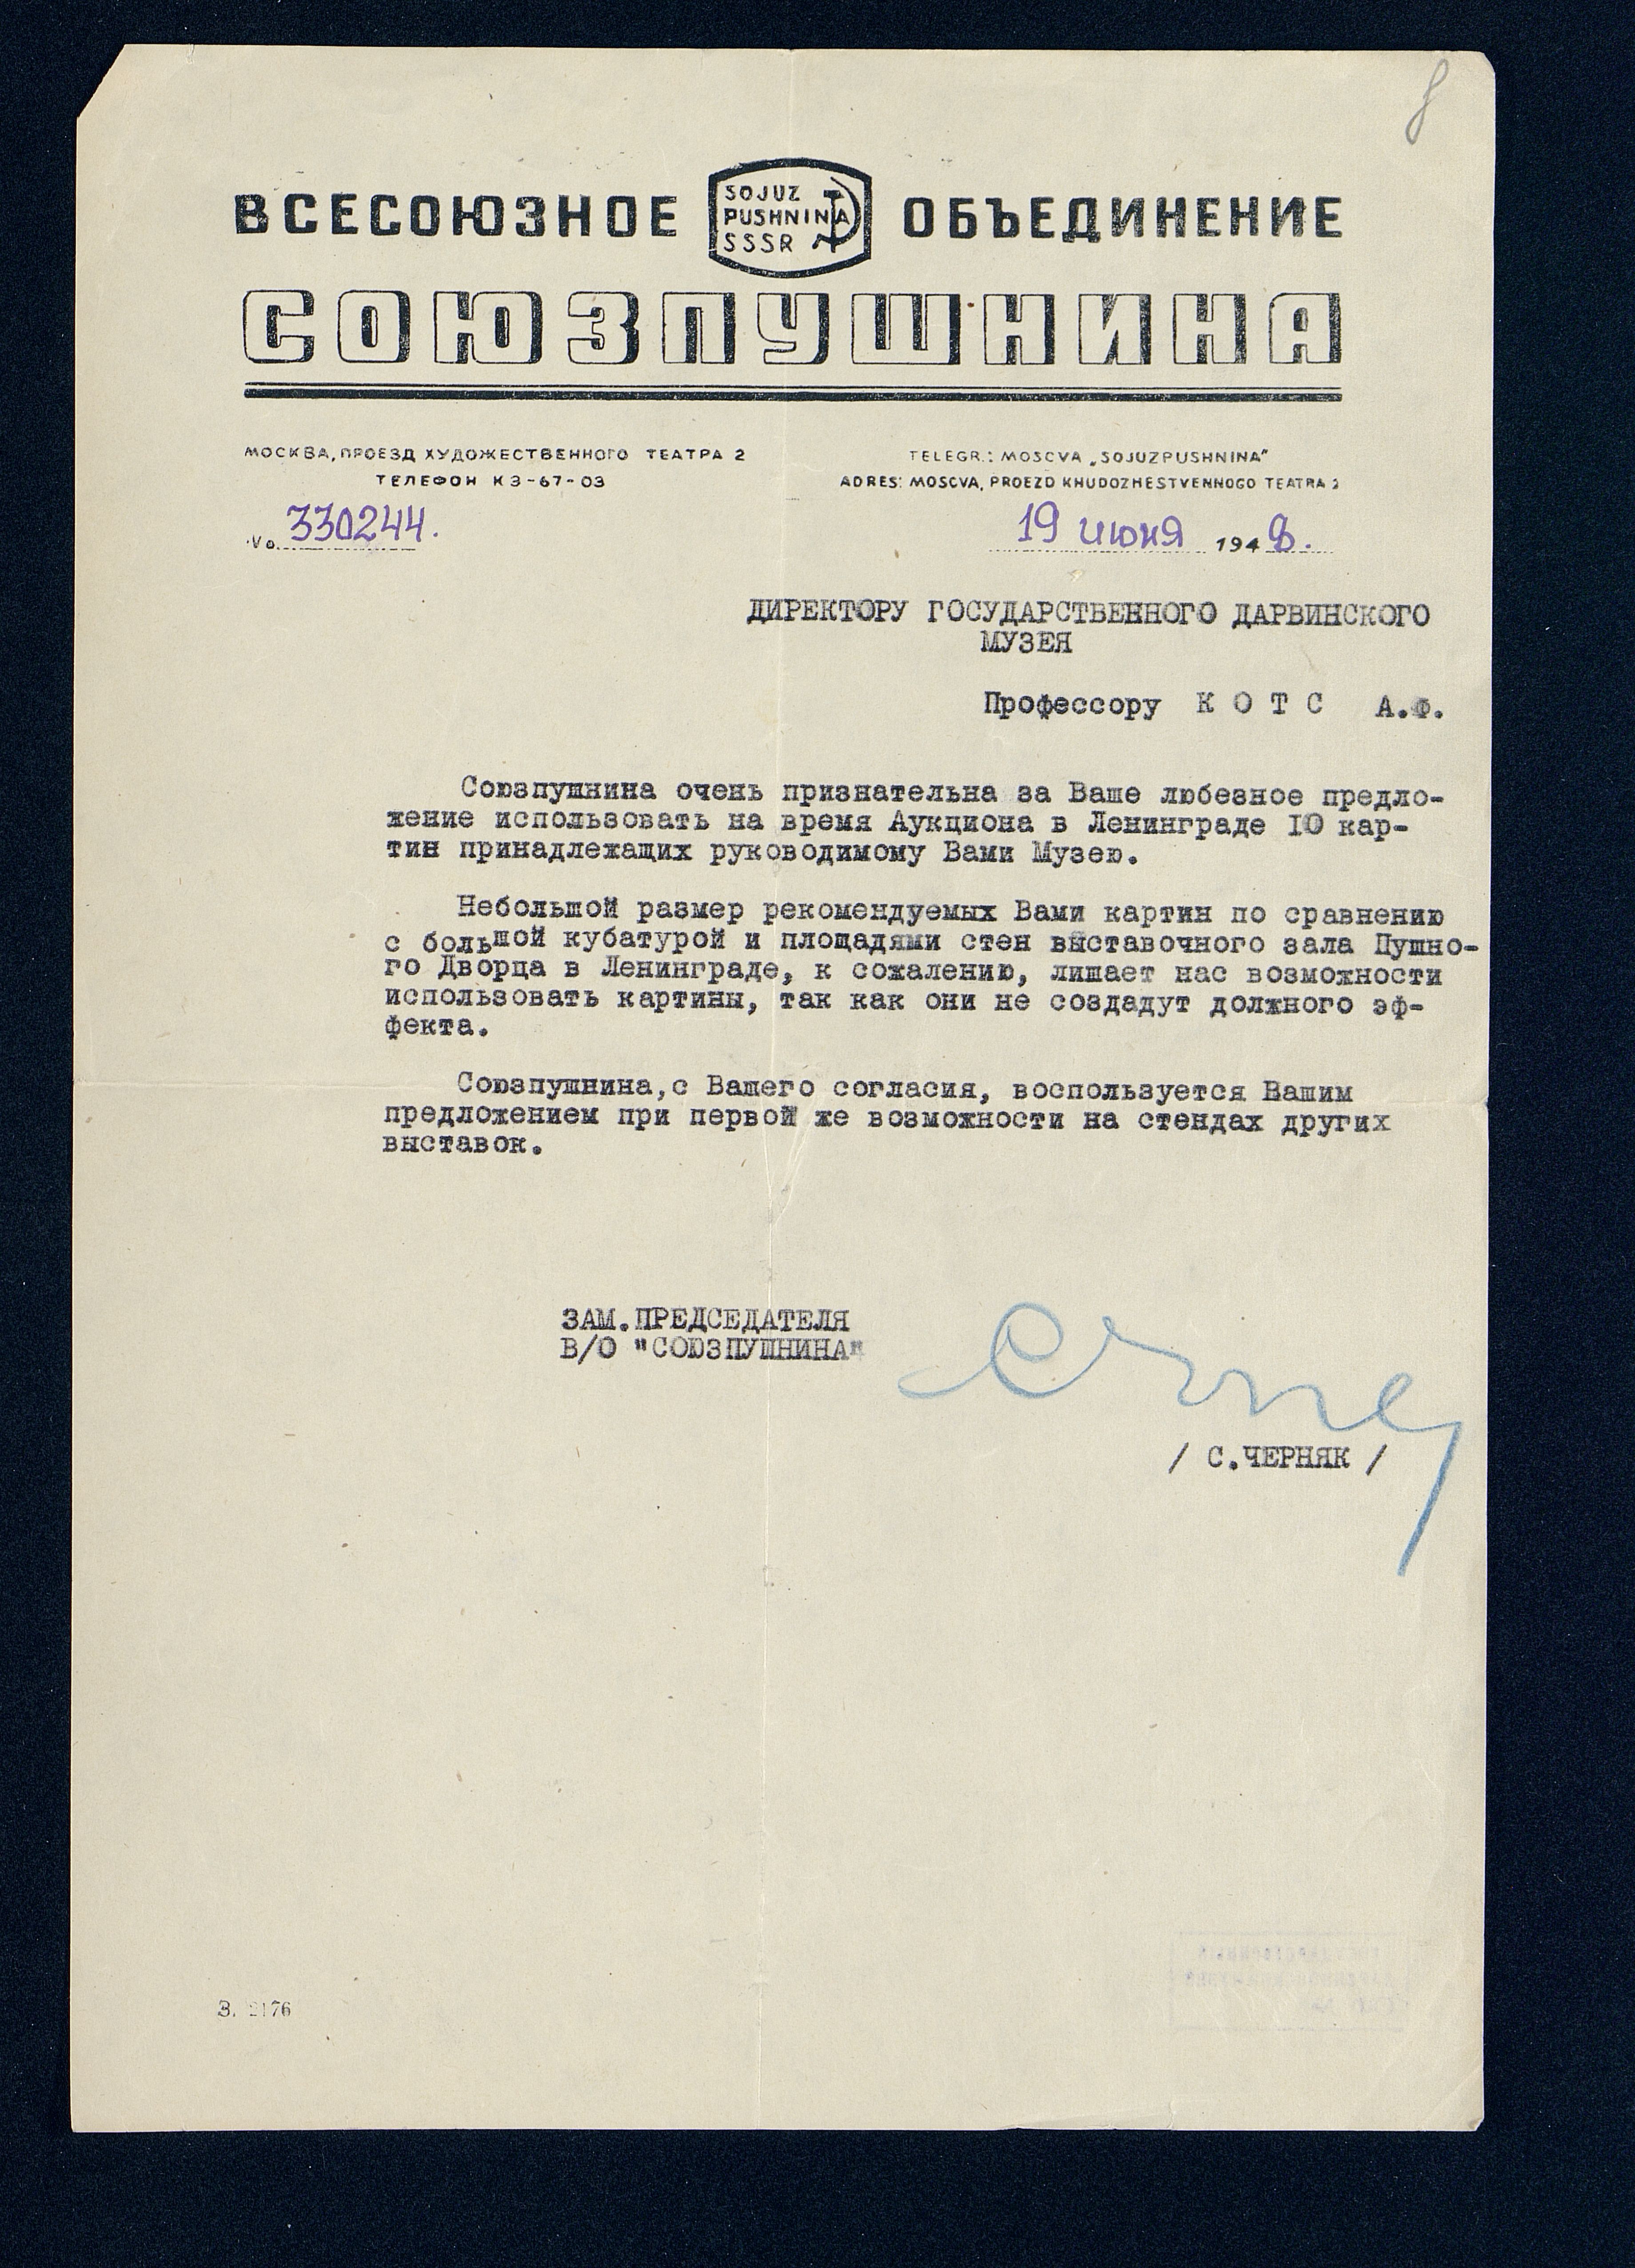 ВСЕСОЮЗНОЕ ОБЪЕДИНЕНИЕ
SOJUZ
PUSHNINA
SSSR
СОЮЗПУШНИНА
МОСКВА, ПРОЕЗД ХУДОЖЕСТВЕННОГО ТЕАТРА 2
ТЕЛЕФОН К3-67-03
TELEGR.: MOSCVA „SOJUZPUSHNINA"
ADRES: MOSCVA, PROEZD KHUDOZHESTVENNOGO TEATRA 2
№ 330244.
19 июня 1948.
ДИРЕКТОРУ ГОСУДАРСТВЕННОГО ДАРВИНСКОГО
МУЗЕЯ
Профессору К О Т С А.Ф.
Союзпушнина очень признательна за Ваше любезное предло-
жение использовать на время Аукциона в Ленинграде 10 кар-
тин принадлежащих руководимому Вами Музею.
Небольшой размер рекомендуемых Вами картин по сравнению
с большой кубатурой и площадями стен выставочного зала Пушно-
го Дворца в Ленинграде, к сожалению, лишает нас возможности
использовать картины, так как они не создадут должного эф-
фекта.
Союзпушнина, с Вашего согласия, воспользуется Вашим
предложением при первой же возможности на стендах других
выставок.
ЗАМ. ПРЕДСЕДАТЕЛЯ
В/О "СОЮЗПУШНИНА"
/ С. ЧЕРНЯК /
З. 2176